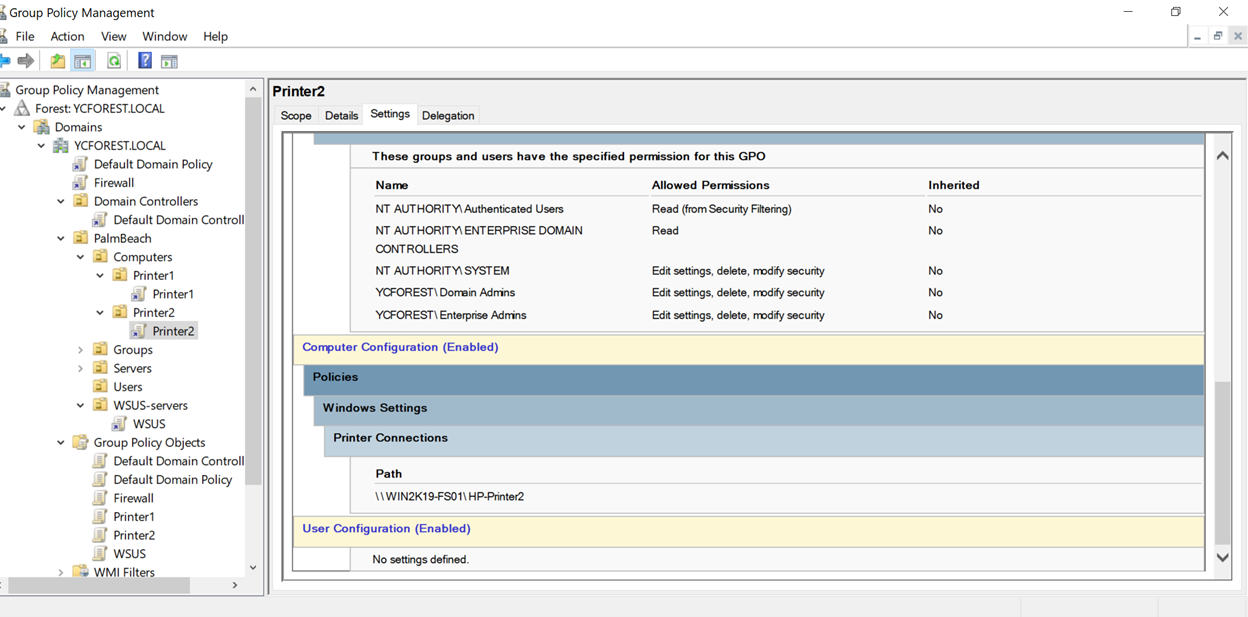 Group Policy Management
File Action View Window Help
Group Policy Management
Forest: YCFOREST.LOCAL
Domains
YCFOREST.LOCAL
Default Domain Policy
Firewall
Domain Controllers
Default Domain Controll
PalmBeach
Computers
Printer1
Printer1
Printer2
Printer2
Groups
Servers
Users
WSUS-servers
WSUS
Group Policy Objects
Default Domain Controll
Default Domain Policy
Firewall
Printer1
Printer2
WSUS
WMI Filters
Printer2
Scope Details Settings Delegation
These groups and users have the specified permission for this GPO
Name Allowed Permissions Inherited
NT AUTHORITY\Authenticated Users Read (from Security Filtering) No
NT AUTHORITY\ENTERPRISE DOMAIN Read No
CONTROLLERS
NT AUTHORITY\SYSTEM Edit settings, delete, modify security No
YCFOREST\Domain Admins Edit settings, delete, modify security No
YCFOREST\Enterprise Admins Edit settings, delete, modify security No
Computer Configuration (Enabled)
Policies
Windows Settings
Printer Connections
Path
\\WIN2K19-FS01\HP-Printer2
User Configuration (Enabled)
No settings defined.